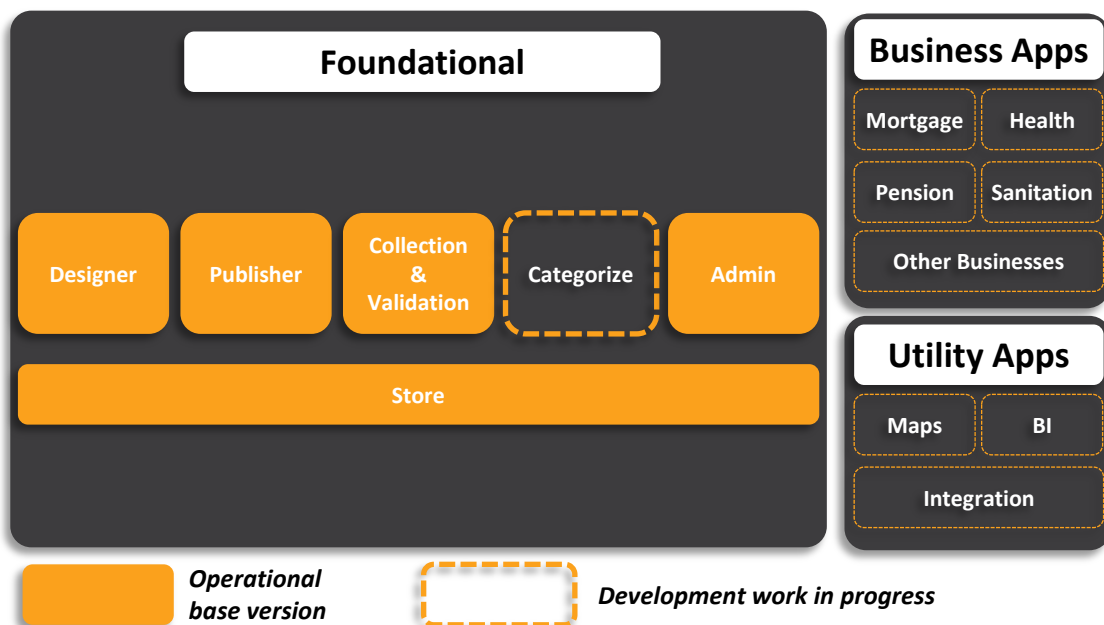 Foundational
Designer
Publisher
Collection
&
Validation
Categorize
Admin
Store
Business Apps
Mortgage
Health
Pension
Sanitation
Other Businesses
Utility Apps
Maps
BI
Integration
Operational
base version
Development work in progress